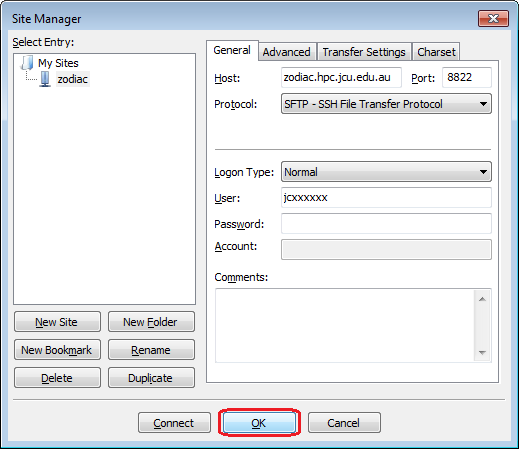 Site Manager
Select Entry:
My Sites
zodiac
New Site
New Folder
New Bookmark
Rename
Delete
Duplicate
General
Advanced
Transfer Settings
Charset
Host:
zodiac.hpc.jcu.edu.au
Port:
8822
Protocol:
SFTP - SSH File Transfer Protocol
Logon Type:
Normal
User:
jcxxxxxx
Password:
Account:
Comments:
Connect
OK
Cancel